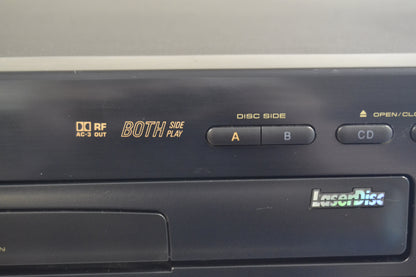 DISC SIDE
⏏ OPEN/CLO
RF
AC-3 OUT
BOTH SIDE PLAY
A
B
CD
LaserDisc
N